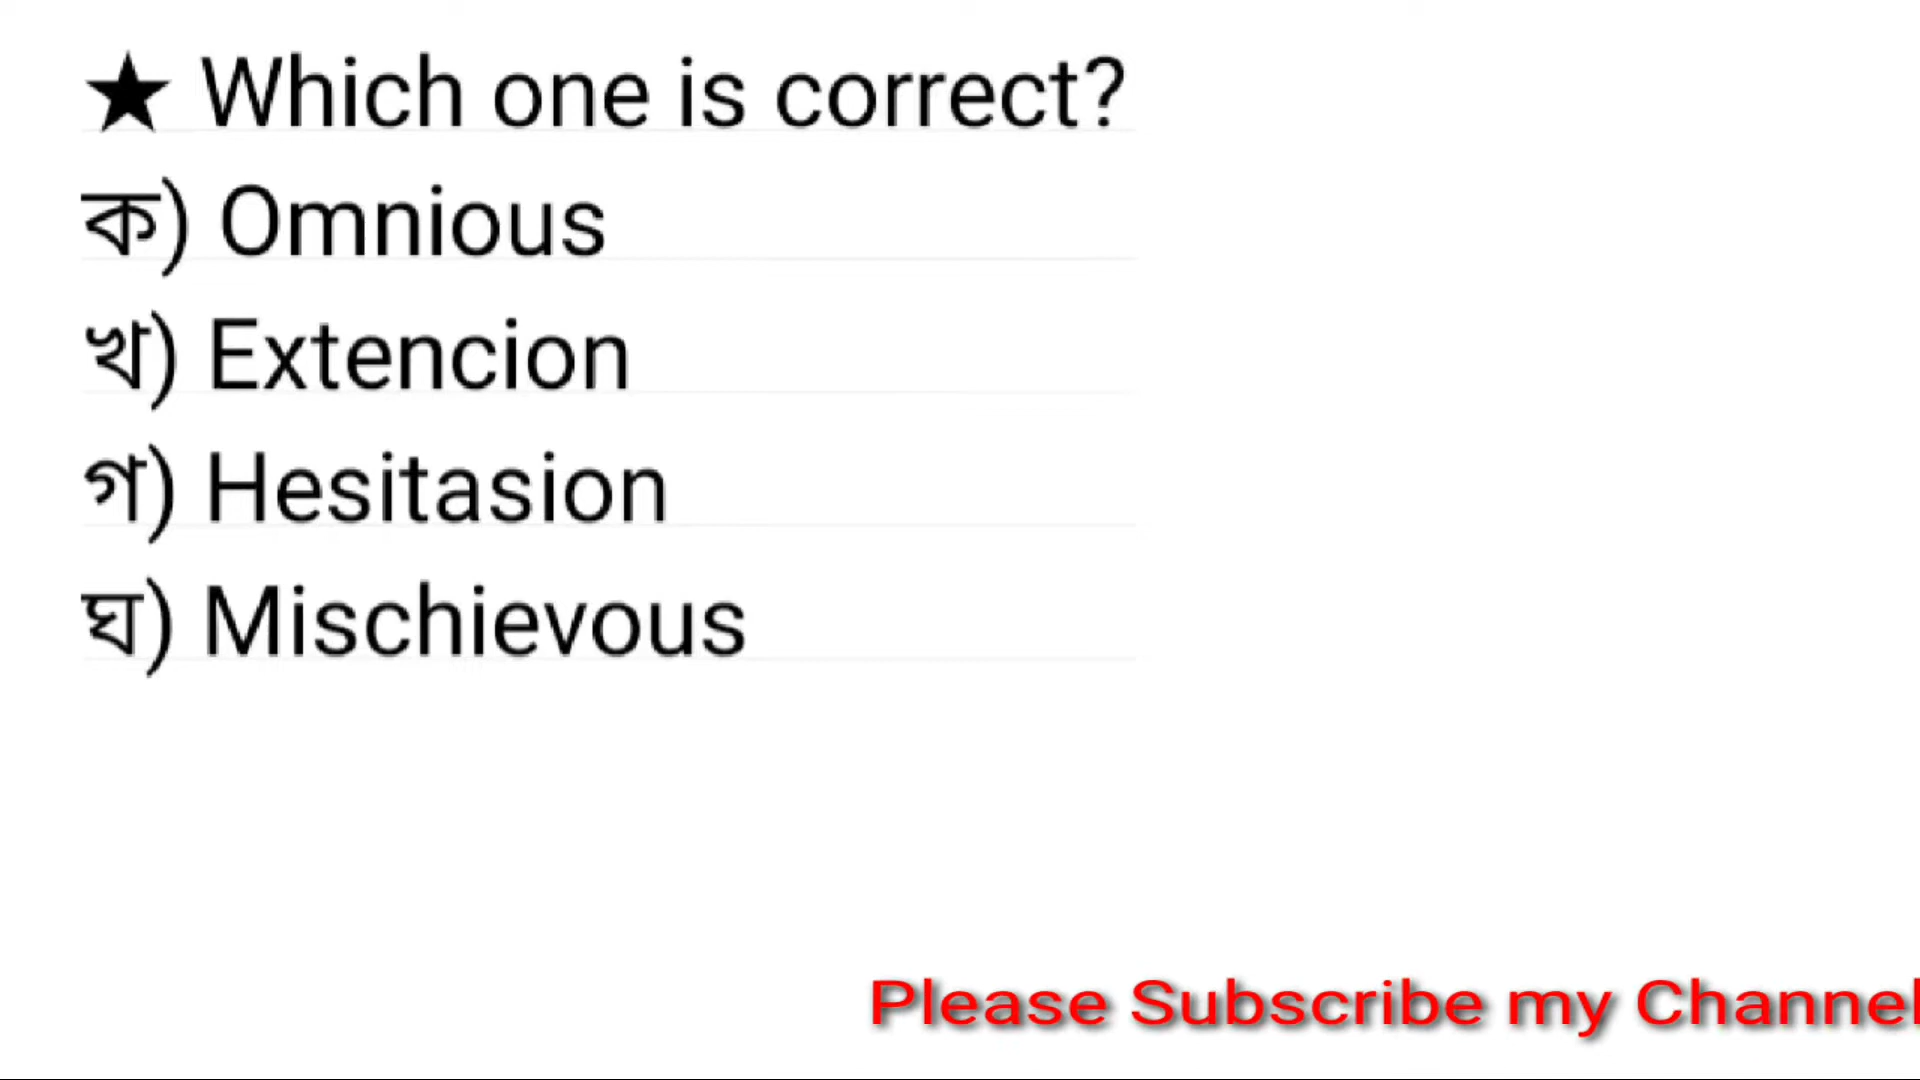 ★ Which one is correct?
ক) Omnious
খ) Extencion
গ) Hesitasion
ঘ) Mischievous
Please Subscribe my Channel